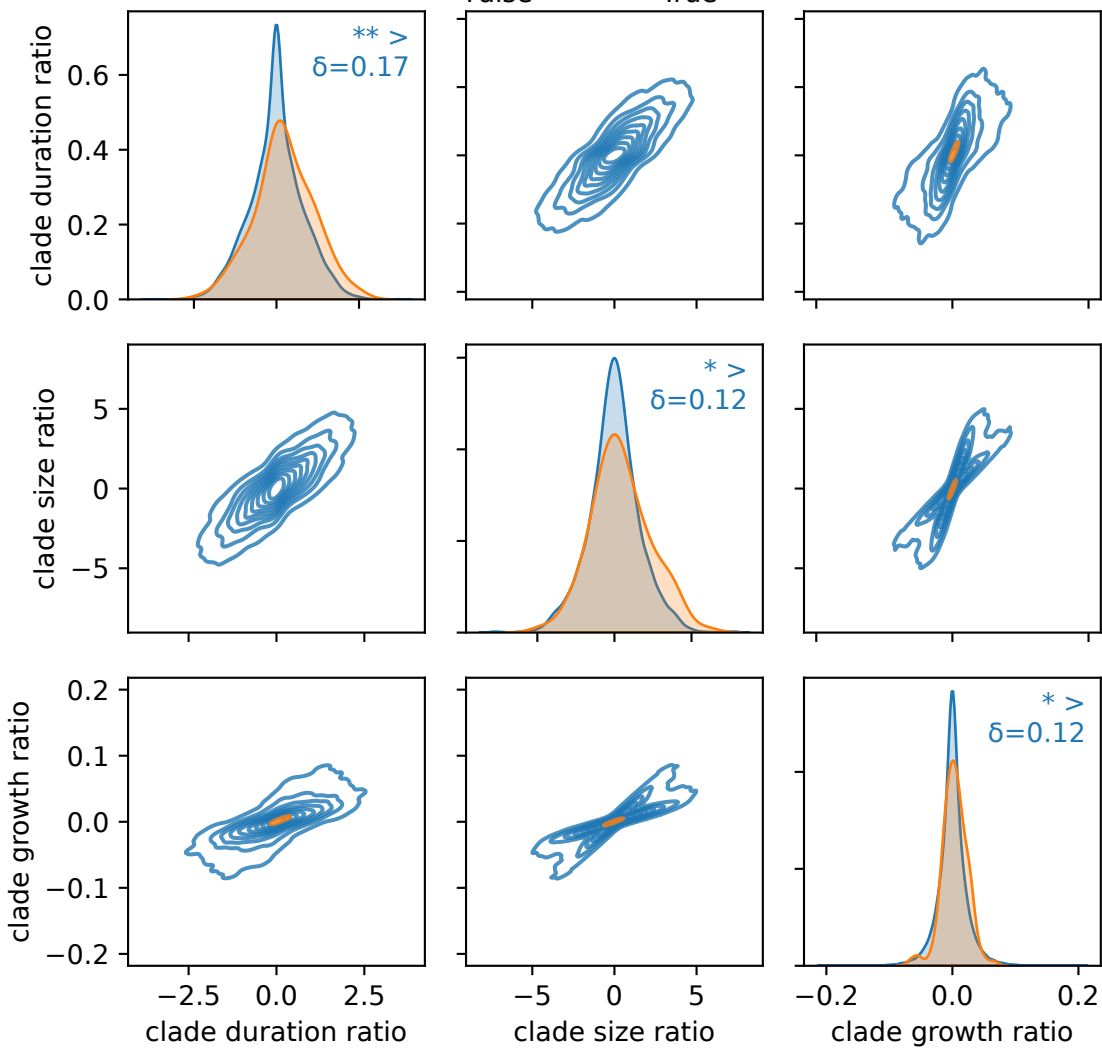 False True
clade duration ratio
0.6
0.4
0.2
0.0
** >
δ=0.17
clade size ratio
5
0
−5
* >
δ=0.12
clade growth ratio
0.2
0.1
0.0
−0.1
−0.2
* >
δ=0.12
−2.5 0.0 2.5
−5 0 5
−0.2 0.0 0.2
clade duration ratio
clade size ratio
clade growth ratio